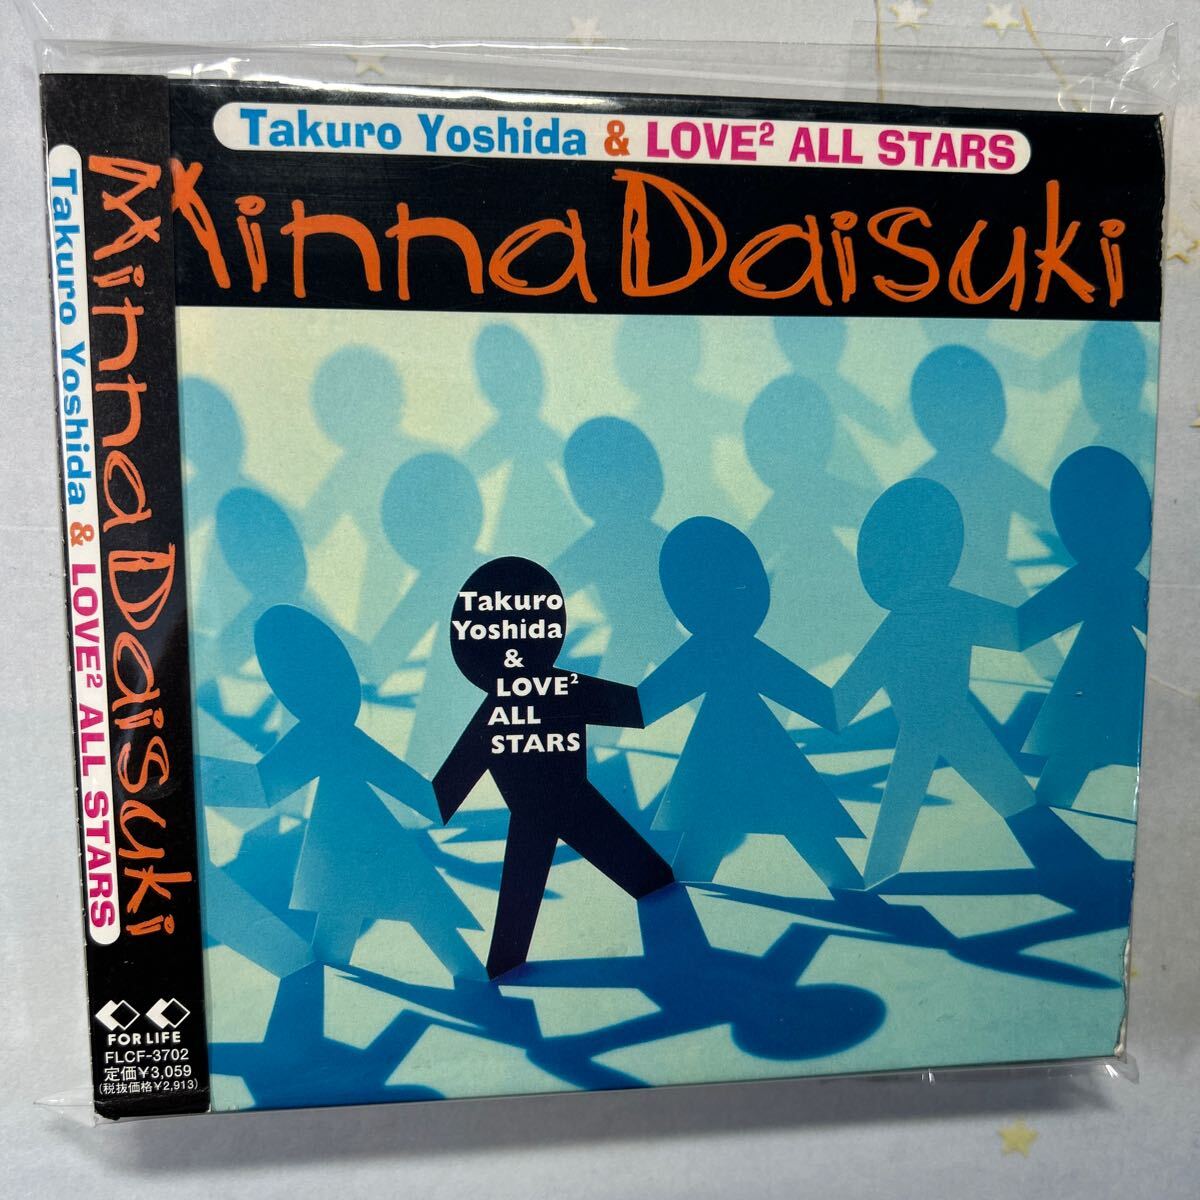 Takuro Yoshida & LOVE² ALL STARS
Minna Daisuki
Takuro Yoshida & LOVE² ALL STARS
Minna Daisuki
Takuro
Yoshida
&
LOVE²
ALL
STARS
FOR LIFE
FLCF-3702
定価¥3,059
(税抜価格¥2,913)